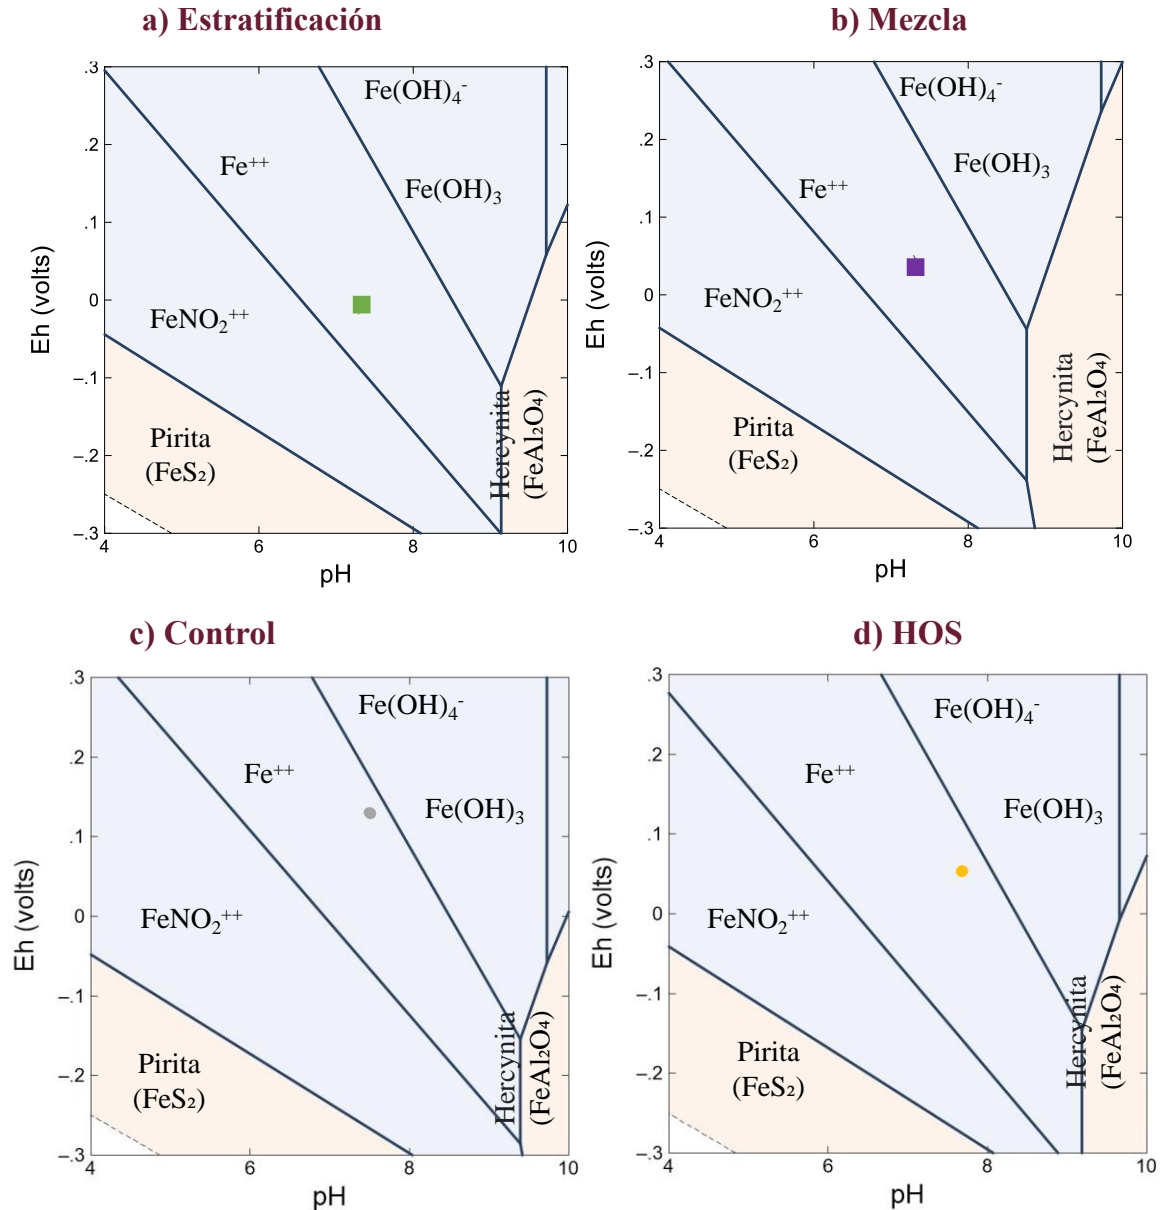 a) Estratificación
.3
.2
.1
0
–.1
–.2
–.3
4
6
8
10
Eh (volts)
pH
Fe(OH)₄⁻
Fe⁺⁺
Fe(OH)₃
FeNO₂⁺⁺
Pirita
(FeS₂)
Hercynita
(FeAl₂O₄)
b) Mezcla
.3
.2
.1
0
–.1
–.2
–.3
4
6
8
10
Eh (volts)
pH
Fe(OH)₄⁻
Fe(OH)₃
Fe⁺⁺
FeNO₂⁺⁺
Pirita
(FeS₂)
Hercynita
(FeAl₂O₄)
c) Control
.3
.2
.1
0
–.1
–.2
–.3
4
6
8
10
Eh (volts)
pH
Fe(OH)₄⁻
Fe⁺⁺
Fe(OH)₃
FeNO₂⁺⁺
Pirita
(FeS₂)
Hercynita
(FeAl₂O₄)
d) HOS
.3
.2
.1
0
–.1
–.2
–.3
4
6
8
10
Eh (volts)
pH
Fe(OH)₄⁻
Fe⁺⁺
Fe(OH)₃
FeNO₂⁺⁺
Pirita
(FeS₂)
Hercynita
(FeAl₂O₄)